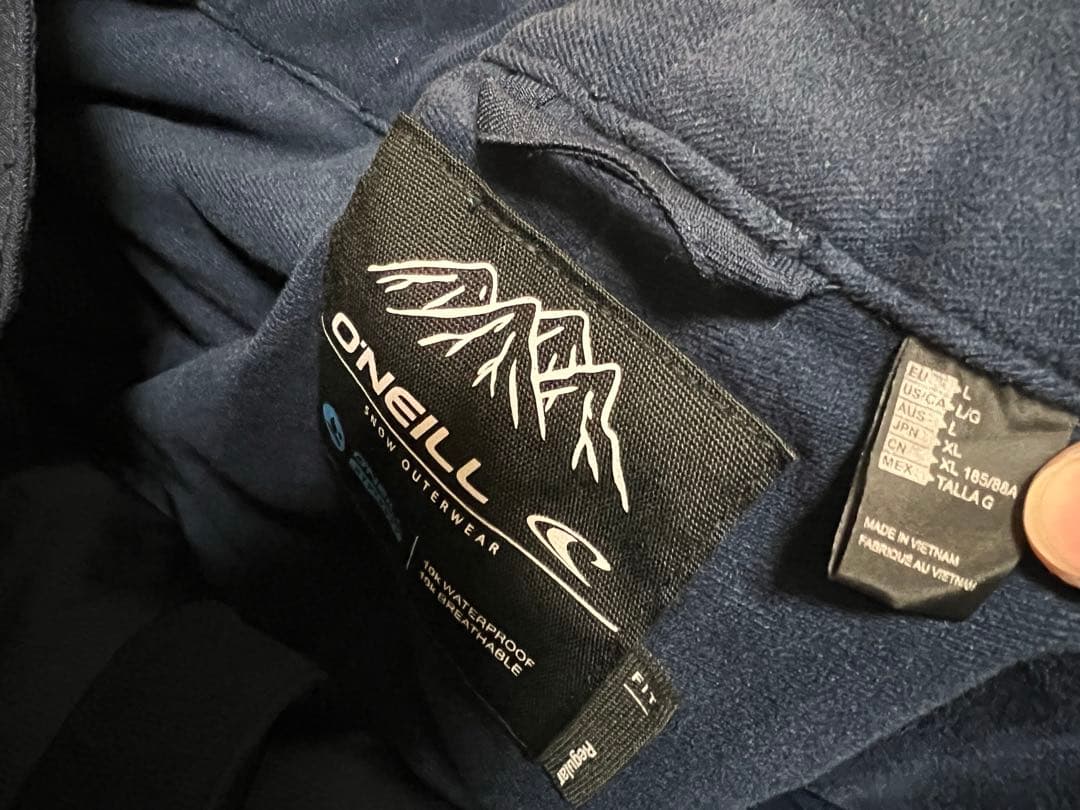 O'NEILL
SNOW OUTERWEAR
10K WATERPROOF
10K BREATHABLE
FIT
Regular
EU L
US/CA L/G
AUS L
JPN XL
CN XL 185/88A
MEX TALLA G
MADE IN VIETNAM
FABRIQUÉ AU VIETNAM